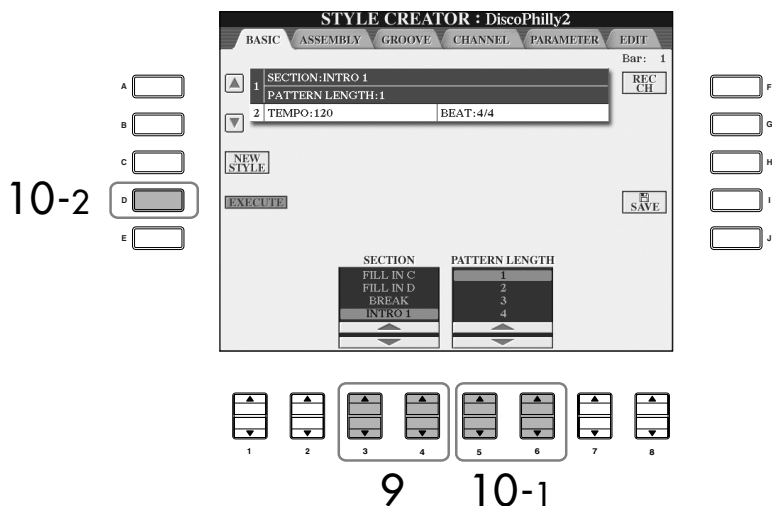 STYLE CREATOR : DiscoPhilly2
BASIC ASSEMBLY GROOVE CHANNEL PARAMETER EDIT
Bar: 1
1 SECTION:INTRO 1
PATTERN LENGTH:1
REC CH
2 TEMPO:120 BEAT:4/4
NEW STYLE
EXECUTE
SAVE
A
B
C
10-2 D
E
F
G
H
I
J
SECTION
FILL IN C
FILL IN D
BREAK
INTRO 1
PATTERN LENGTH
1
2
3
4
1 2 3 4 5 6 7 8
9 10-1